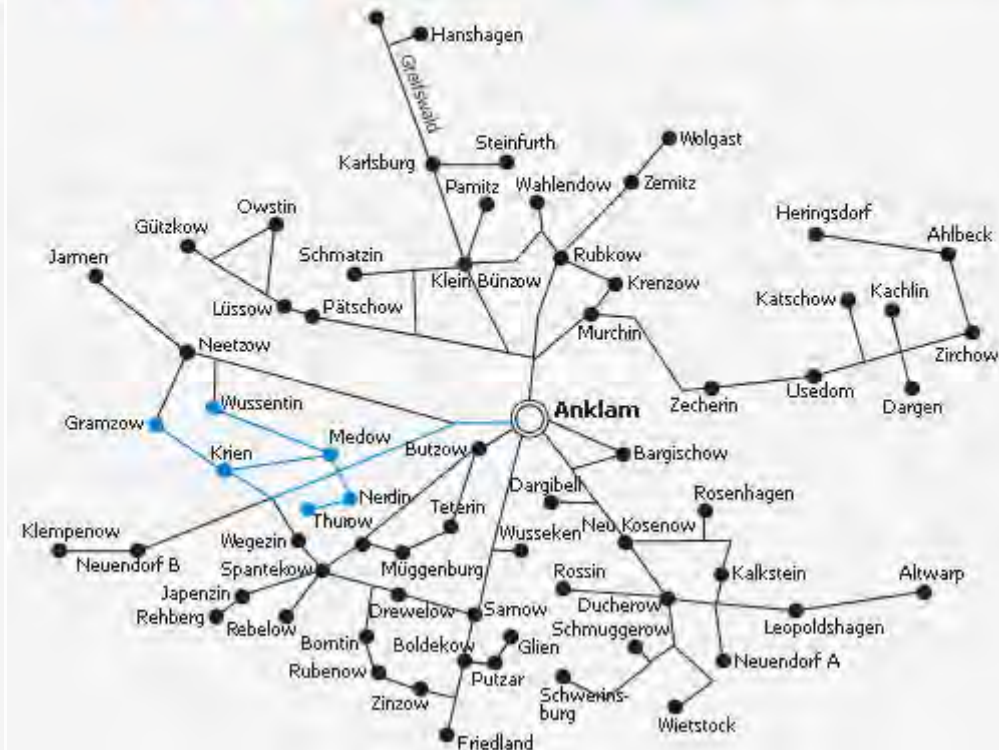 Hanshagen
Greifswald
Wolgast
Steinfurth
Karlsburg
Pamitz
Wahlendow
Zemitz
Owstin
Heringsdorf
Gützkow
Ahlbeck
Jarmen
Schmatzin
Rubkow
Klein Bünzow
Krenzow
Katschow
Kachlin
Lüssow
Pätschow
Murchin
Neetzow
Zirchow
Usedom
Zecherin
Dargen
Wussentin
Anklam
Gramzow
Medow
Butzow
Krien
Bargischow
Dargibell
Nerdin
Rosenhagen
Teterin
Thurow
Neu Kosenow
Klempenow
Wusseken
Wegezin
Neuendorf B
Spantekow
Müggenburg
Rossin
Kalkstein
Altwarp
Japenzin
Drewelow
Sarnow
Ducherow
Rehberg
Rebelow
Leopoldshagen
Schmuggerow
Borntin
Boldekow
Glien
Neuendorf A
Rubenow
Putzar
Schwerins-
burg
Zinzow
Wietstock
Friedland